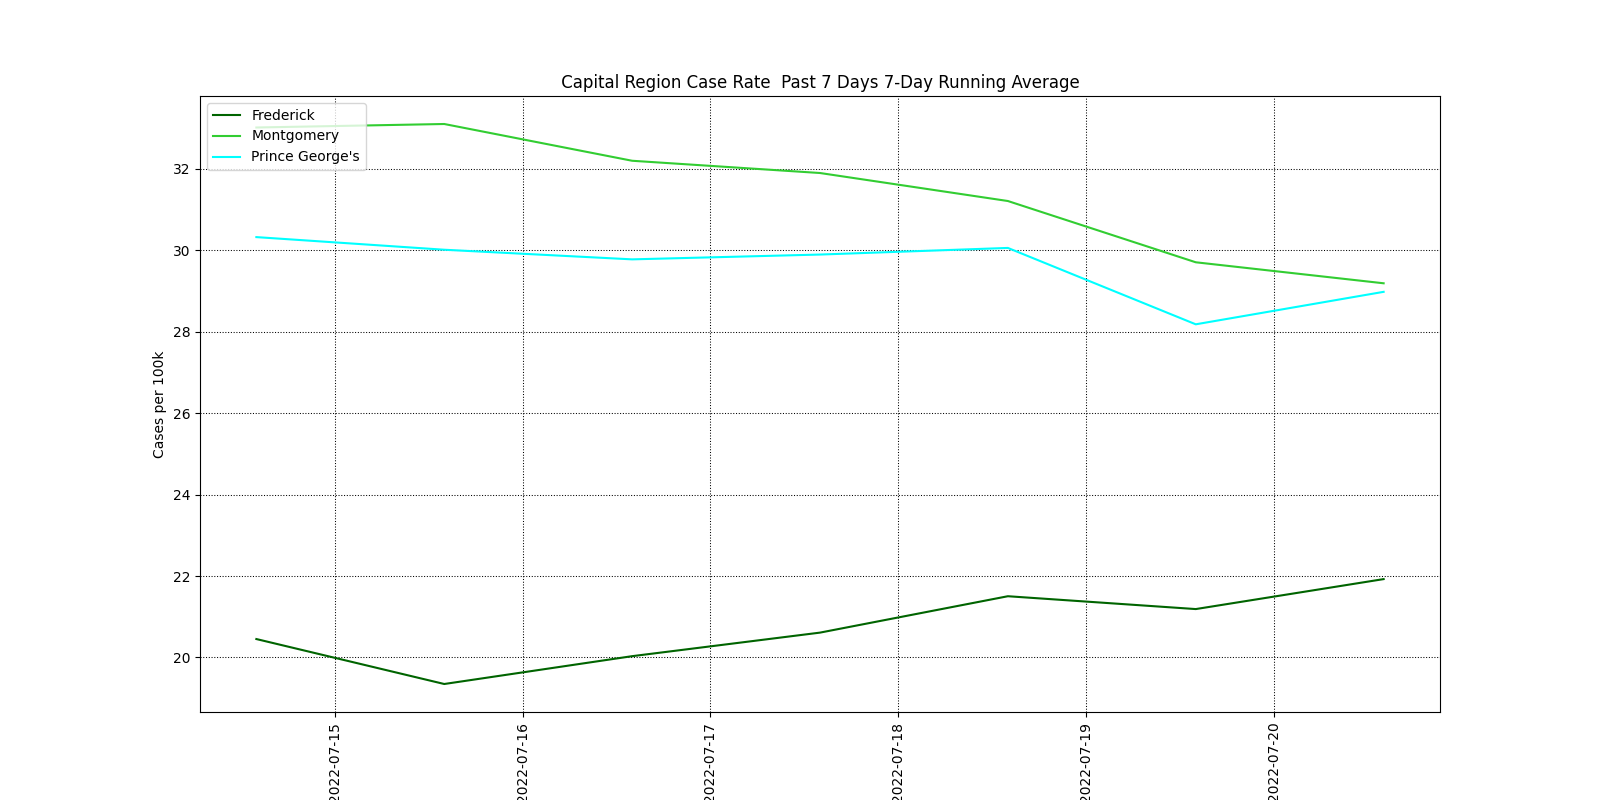 Capital Region Case Rate  Past 7 Days 7-Day Running Average
Frederick
Montgomery
Prince George's
Cases per 100k
32
30
28
26
24
22
20
2022-07-15
2022-07-16
2022-07-17
2022-07-18
2022-07-19
2022-07-20